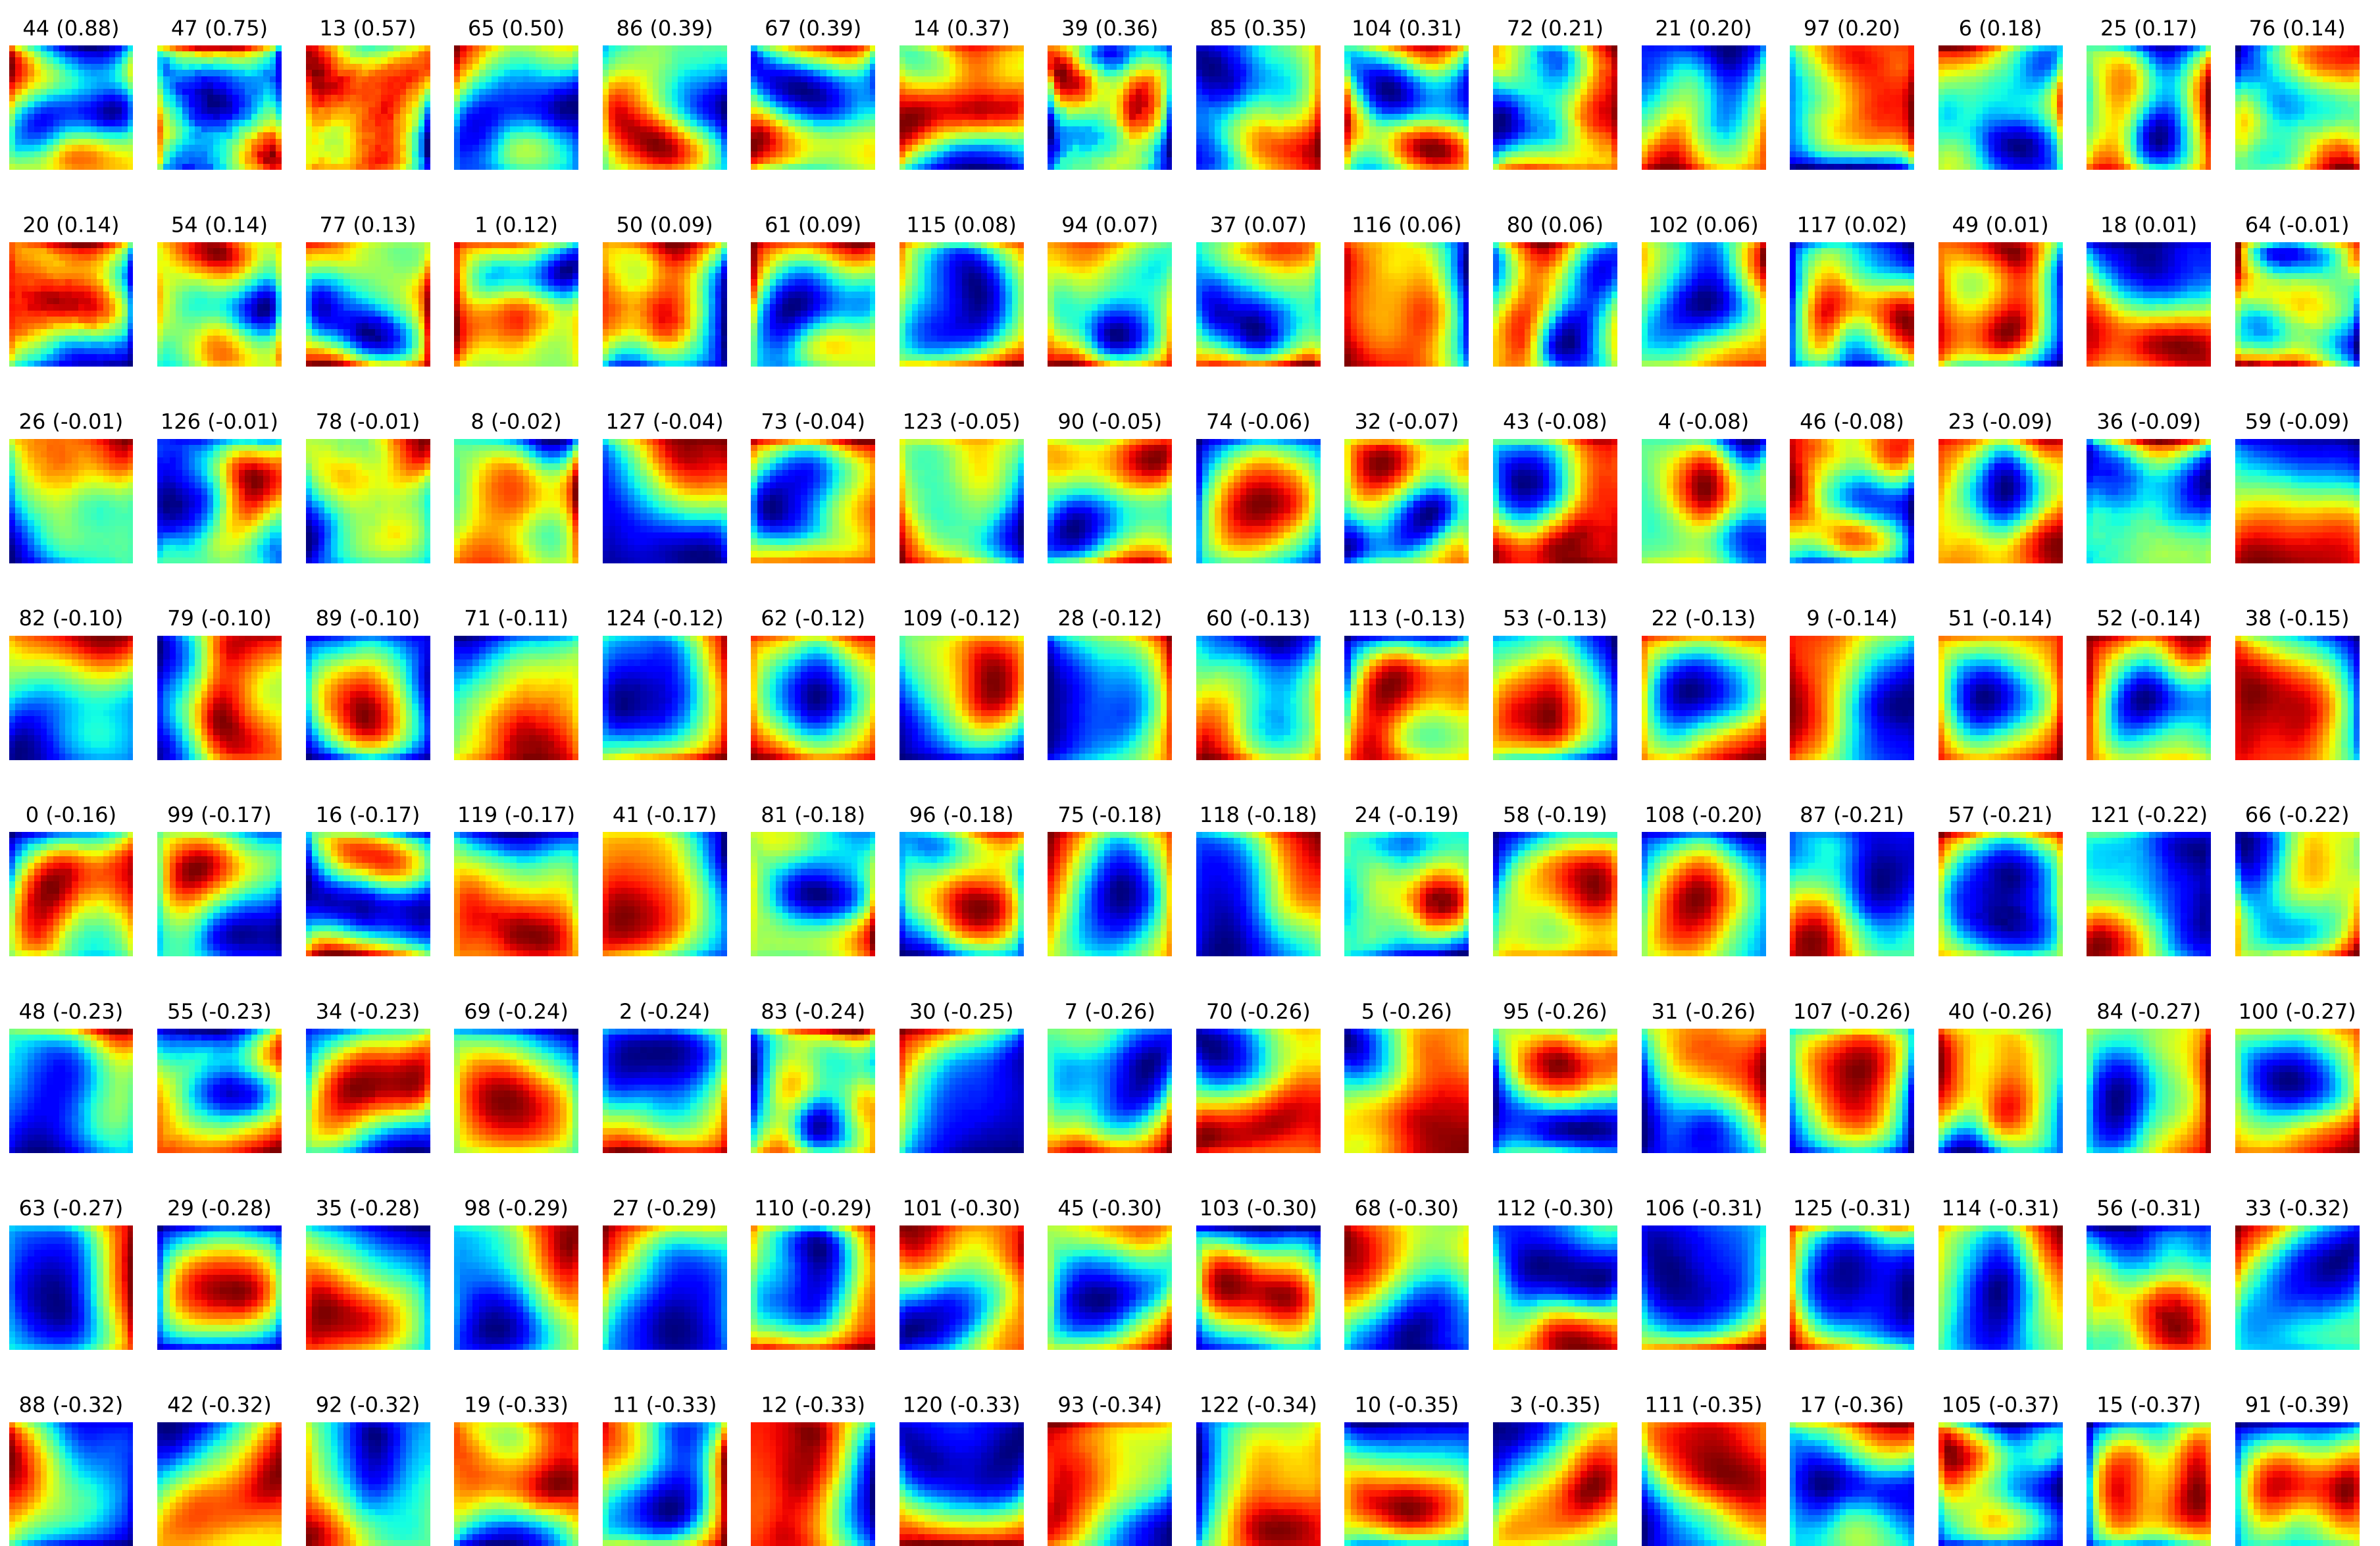 44 (0.88) 47 (0.75) 13 (0.57) 65 (0.50) 86 (0.39) 67 (0.39) 14 (0.37) 39 (0.36) 85 (0.35) 104 (0.31) 72 (0.21) 21 (0.20) 97 (0.20) 6 (0.18) 25 (0.17) 76 (0.14)
20 (0.14) 54 (0.14) 77 (0.13) 1 (0.12) 50 (0.09) 61 (0.09) 115 (0.08) 94 (0.07) 37 (0.07) 116 (0.06) 80 (0.06) 102 (0.06) 117 (0.02) 49 (0.01) 18 (0.01) 64 (-0.01)
26 (-0.01) 126 (-0.01) 78 (-0.01) 8 (-0.02) 127 (-0.04) 73 (-0.04) 123 (-0.05) 90 (-0.05) 74 (-0.06) 32 (-0.07) 43 (-0.08) 4 (-0.08) 46 (-0.08) 23 (-0.09) 36 (-0.09) 59 (-0.09)
82 (-0.10) 79 (-0.10) 89 (-0.10) 71 (-0.11) 124 (-0.12) 62 (-0.12) 109 (-0.12) 28 (-0.12) 60 (-0.13) 113 (-0.13) 53 (-0.13) 22 (-0.13) 9 (-0.14) 51 (-0.14) 52 (-0.14) 38 (-0.15)
0 (-0.16) 99 (-0.17) 16 (-0.17) 119 (-0.17) 41 (-0.17) 81 (-0.18) 96 (-0.18) 75 (-0.18) 118 (-0.18) 24 (-0.19) 58 (-0.19) 108 (-0.20) 87 (-0.21) 57 (-0.21) 121 (-0.22) 66 (-0.22)
48 (-0.23) 55 (-0.23) 34 (-0.23) 69 (-0.24) 2 (-0.24) 83 (-0.24) 30 (-0.25) 7 (-0.26) 70 (-0.26) 5 (-0.26) 95 (-0.26) 31 (-0.26) 107 (-0.26) 40 (-0.26) 84 (-0.27) 100 (-0.27)
63 (-0.27) 29 (-0.28) 35 (-0.28) 98 (-0.29) 27 (-0.29) 110 (-0.29) 101 (-0.30) 45 (-0.30) 103 (-0.30) 68 (-0.30) 112 (-0.30) 106 (-0.31) 125 (-0.31) 114 (-0.31) 56 (-0.31) 33 (-0.32)
88 (-0.32) 42 (-0.32) 92 (-0.32) 19 (-0.33) 11 (-0.33) 12 (-0.33) 120 (-0.33) 93 (-0.34) 122 (-0.34) 10 (-0.35) 3 (-0.35) 111 (-0.35) 17 (-0.36) 105 (-0.37) 15 (-0.37) 91 (-0.39)